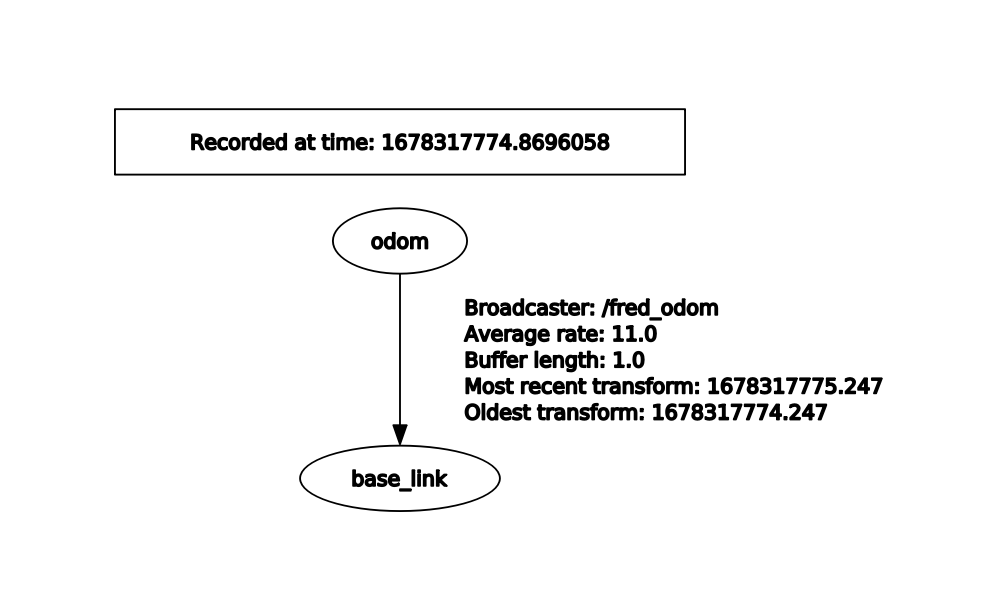 Recorded at time: 1678317774.8696058
odom
Broadcaster: /fred_odom
Average rate: 11.0
Buffer length: 1.0
Most recent transform: 1678317775.247
Oldest transform: 1678317774.247
base_link